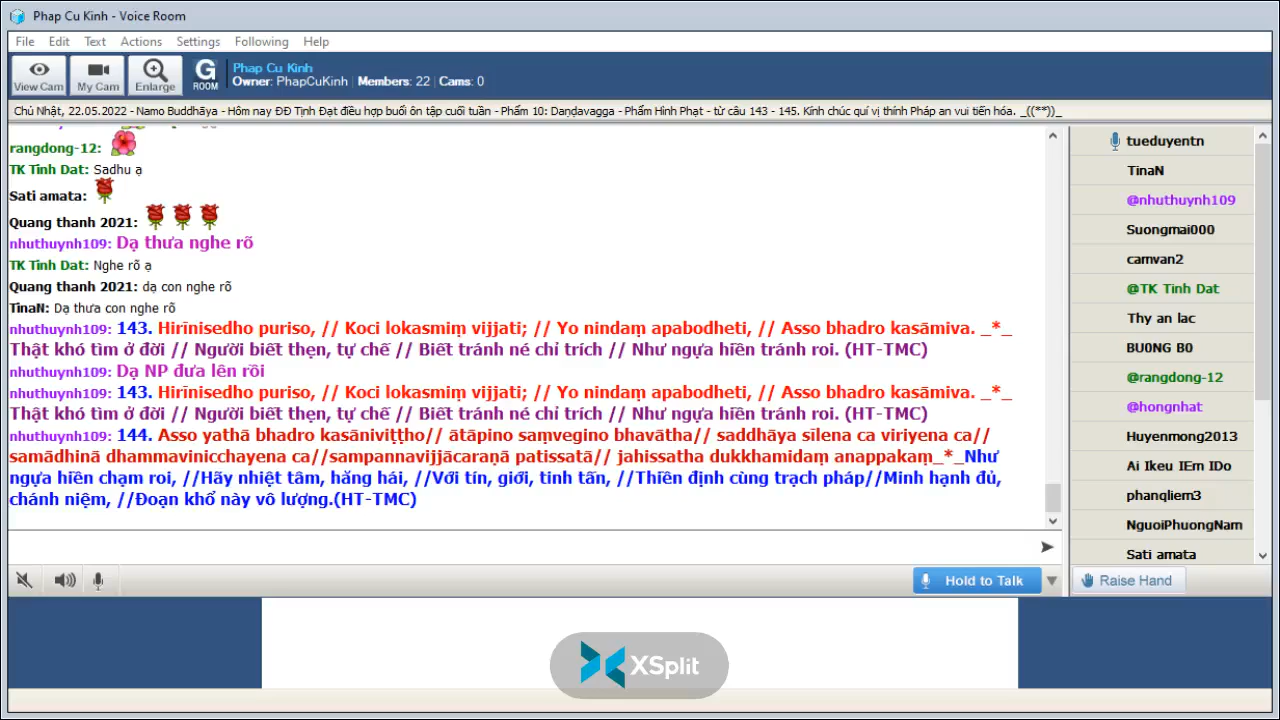 Phap Cu Kinh - Voice Room
File Edit Text Actions Settings Following Help
View Cam My Cam Enlarge G ROOM
Phap Cu Kinh
Owner: PhapCuKinh | Members: 22 | Cams: 0
Chủ Nhật, 22.05.2022 - Namo Buddhāya - Hôm nay ĐĐ Tịnh Đạt điều hợp buổi ôn tập cuối tuần - Phẩm 10: Daṇḍavagga - Phẩm Hình Phạt - từ câu 143 - 145. Kính chúc quí vị thính Pháp an vui tiến hóa. _((**))_
rangdong-12:
TK Tinh Dat: Sadhu ạ
Sati amata:
Quang thanh 2021:
nhuthuynh109: Dạ thưa nghe rõ
TK Tinh Dat: Nghe rõ ạ
Quang thanh 2021: dạ con nghe rõ
TinaN: Dạ thưa con nghe rõ
nhuthuynh109: 143. Hirīnisedho puriso, // Koci lokasmiṃ vijjati; // Yo nindaṃ apabodheti, // Asso bhadro kasāmiva. _*_
Thật khó tìm ở đời // Người biết thẹn, tự chế // Biết tránh né chỉ trích // Như ngựa hiền tránh roi. (HT-TMC)
nhuthuynh109: Dạ NP đưa lên rồi
nhuthuynh109: 143. Hirīnisedho puriso, // Koci lokasmiṃ vijjati; // Yo nindaṃ apabodheti, // Asso bhadro kasāmiva. _*_
Thật khó tìm ở đời // Người biết thẹn, tự chế // Biết tránh né chỉ trích // Như ngựa hiền tránh roi. (HT-TMC)
nhuthuynh109: 144. Asso yathā bhadro kasāniviṭṭho// ātāpino saṃvegino bhavātha// saddhāya sīlena ca viriyena ca//
samādhinā dhammavinicchayena ca//sampannavijjācaraṇā patissatā// jahissatha dukkhamidaṃ anappakaṃ_*_Như
ngựa hiền chạm roi, //Hãy nhiệt tâm, hăng hái, //Với tín, giới, tinh tấn, //Thiền định cùng trạch pháp//Minh hạnh đủ,
chánh niệm, //Đoạn khổ này vô lượng.(HT-TMC)
tueduyentn
TinaN
@nhuthuynh109
Suongmai000
camvan2
@TK Tinh Dat
Thy an lac
BU0NG B0
@rangdong-12
@hongnhat
Huyenmong2013
Ai Ikeu IEm IDo
phanqliem3
NguoiPhuongNam
Sati amata
Hold to Talk
Raise Hand
XSplit